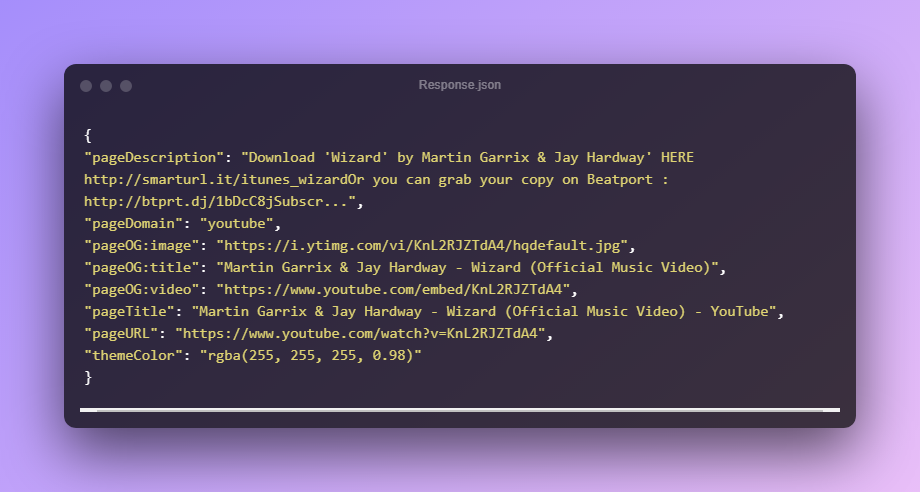 Response.json
{
"pageDescription": "Download 'Wizard' by Martin Garrix & Jay Hardway' HERE
http://smarturl.it/itunes_wizardOr you can grab your copy on Beatport :
http://btprt.dj/1bDcC8jSubscr...",
"pageDomain": "youtube",
"pageOG:image": "https://i.ytimg.com/vi/KnL2RJZTdA4/hqdefault.jpg",
"pageOG:title": "Martin Garrix & Jay Hardway - Wizard (Official Music Video)",
"pageOG:video": "https://www.youtube.com/embed/KnL2RJZTdA4",
"pageTitle": "Martin Garrix & Jay Hardway - Wizard (Official Music Video) - YouTube",
"pageURL": "https://www.youtube.com/watch?v=KnL2RJZTdA4",
"themeColor": "rgba(255, 255, 255, 0.98)"
}